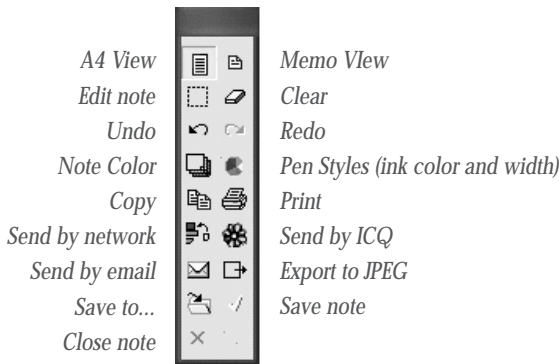 A4 View
Memo VIew
Edit note
Clear
Undo
Redo
Note Color
Pen Styles (ink color and width)
Copy
Print
Send by network
Send by ICQ
Send by email
Export to JPEG
Save to...
Save note
Close note